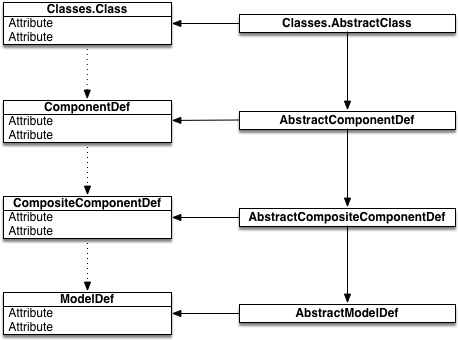 Classes.Class
Attribute
Attribute
Classes.AbstractClass
ComponentDef
Attribute
Attribute
AbstractComponentDef
CompositeComponentDef
Attribute
Attribute
AbstractCompositeComponentDef
ModelDef
Attribute
Attribute
AbstractModelDef